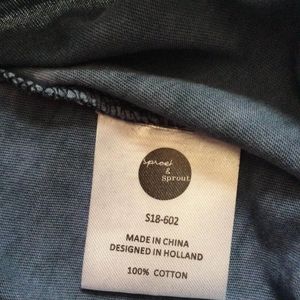 sproet
&
Sprout
S18-602
MADE IN CHINA
DESIGNED IN HOLLAND
100% COTTON